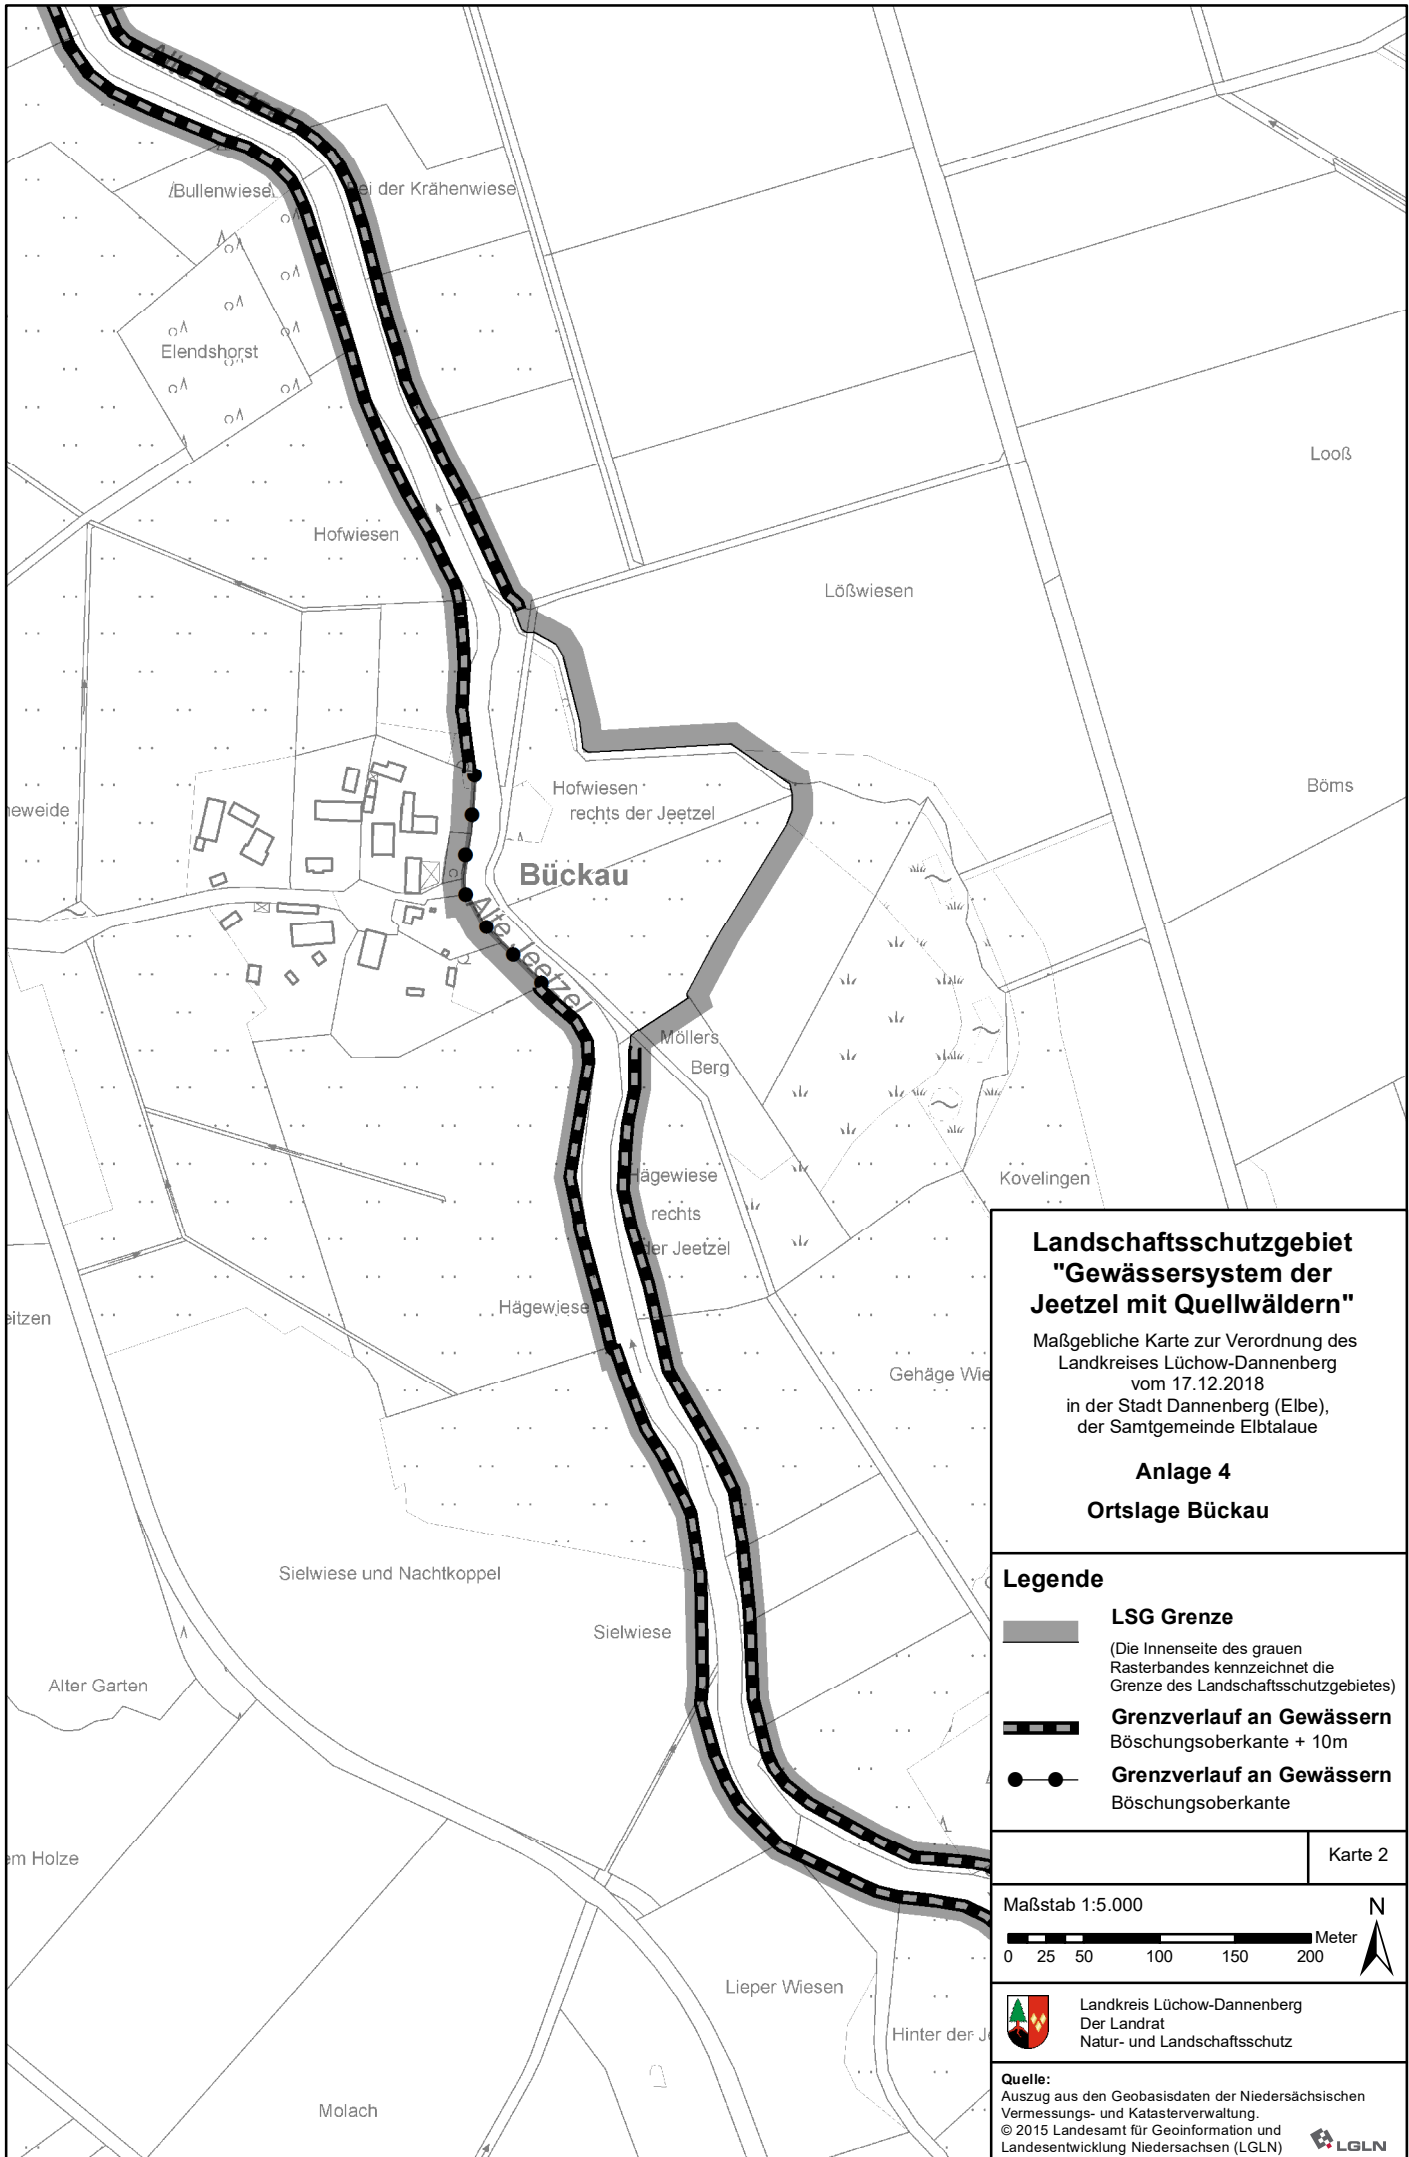 Bullenwiese
ei der Krähenwiese
Elendshorst
Looß
Hofwiesen
Lößwiesen
Hofwiesen
rechts der Jeetzel
Böms
neweide
Bückau
Alte Jeetzel
Möllers
Berg
Hägewiese
rechts
der Jeetzel
Kovelingen
Hägewiese
eitzen
Gehäge Wie
Sielwiese und Nachtkoppel
Sielwiese
Alter Garten
em Holze
Lieper Wiesen
Hinter der Je
Molach
Landschaftsschutzgebiet
"Gewässersystem der
Jeetzel mit Quellwäldern"
Maßgebliche Karte zur Verordnung des
Landkreises Lüchow-Dannenberg
vom 17.12.2018
in der Stadt Dannenberg (Elbe),
der Samtgemeinde Elbtalaue
Anlage 4
Ortslage Bückau
Legende
LSG Grenze
(Die Innenseite des grauen
Rasterbandes kennzeichnet die
Grenze des Landschaftsschutzgebietes)
Grenzverlauf an Gewässern
Böschungsoberkante + 10m
Grenzverlauf an Gewässern
Böschungsoberkante
Karte 2
Maßstab 1:5.000
N
Meter
0 25 50 100 150 200
Landkreis Lüchow-Dannenberg
Der Landrat
Natur- und Landschaftsschutz
Quelle:
Auszug aus den Geobasisdaten der Niedersächsischen
Vermessungs- und Katasterverwaltung.
© 2015 Landesamt für Geoinformation und
Landesentwicklung Niedersachsen (LGLN)
LGLN